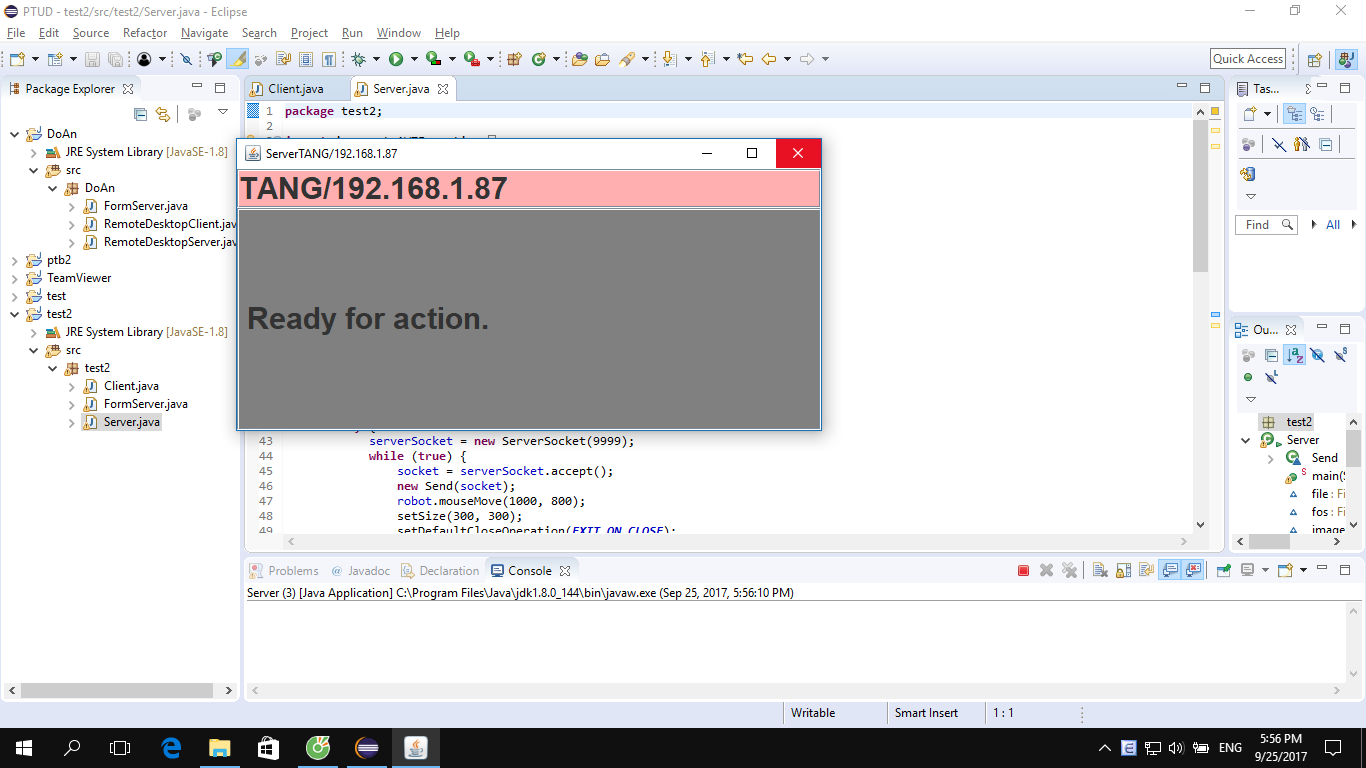 PTUD - test2/src/test2/Server.java - Eclipse
File Edit Source Refactor Navigate Search Project Run Window Help
Quick Access
Package Explorer
Client.java
Server.java
Tas...
1 package test2;
2
DoAn
JRE System Library [JavaSE-1.8]
src
DoAn
FormServer.java
RemoteDesktopClient.jav
RemoteDesktopServer.jav
ptb2
TeamViewer
test
test2
JRE System Library [JavaSE-1.8]
src
test2
Client.java
FormServer.java
Server.java
ServerTANG/192.168.1.87
TANG/192.168.1.87
Ready for action.
43 serverSocket = new ServerSocket(9999);
44 while (true) {
45 socket = serverSocket.accept();
46 new Send(socket);
47 robot.mouseMove(1000, 800);
48 setSize(300, 300);
49 setDefaultCloseOperation(EXIT_ON_CLOSE);
Find
All
Ou...
test2
Server
Send
main(S
file : Fi
fos : Fi
image
Problems @ Javadoc Declaration Console
Server (3) [Java Application] C:\Program Files\Java\jdk1.8.0_144\bin\javaw.exe (Sep 25, 2017, 5:56:10 PM)
Writable
Smart Insert
1 : 1
ENG
5:56 PM
9/25/2017